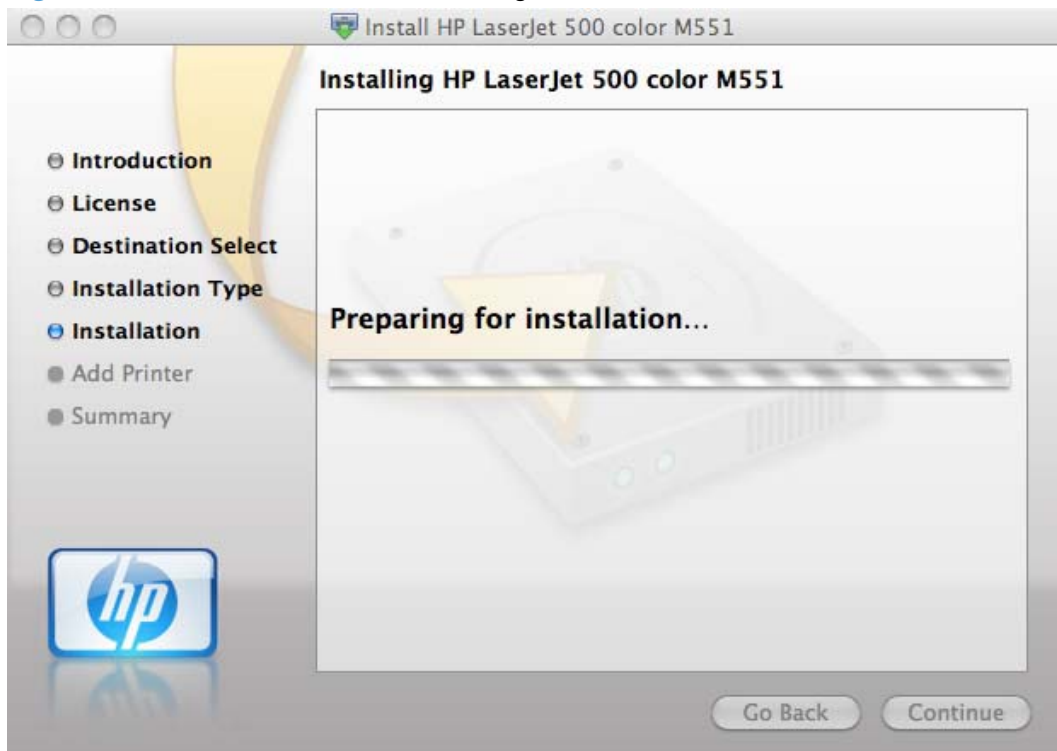 Install HP LaserJet 500 color M551
Installing HP LaserJet 500 color M551
Introduction
License
Destination Select
Installation Type
Installation
Add Printer
Summary
Preparing for installation...
hp
Go Back
Continue